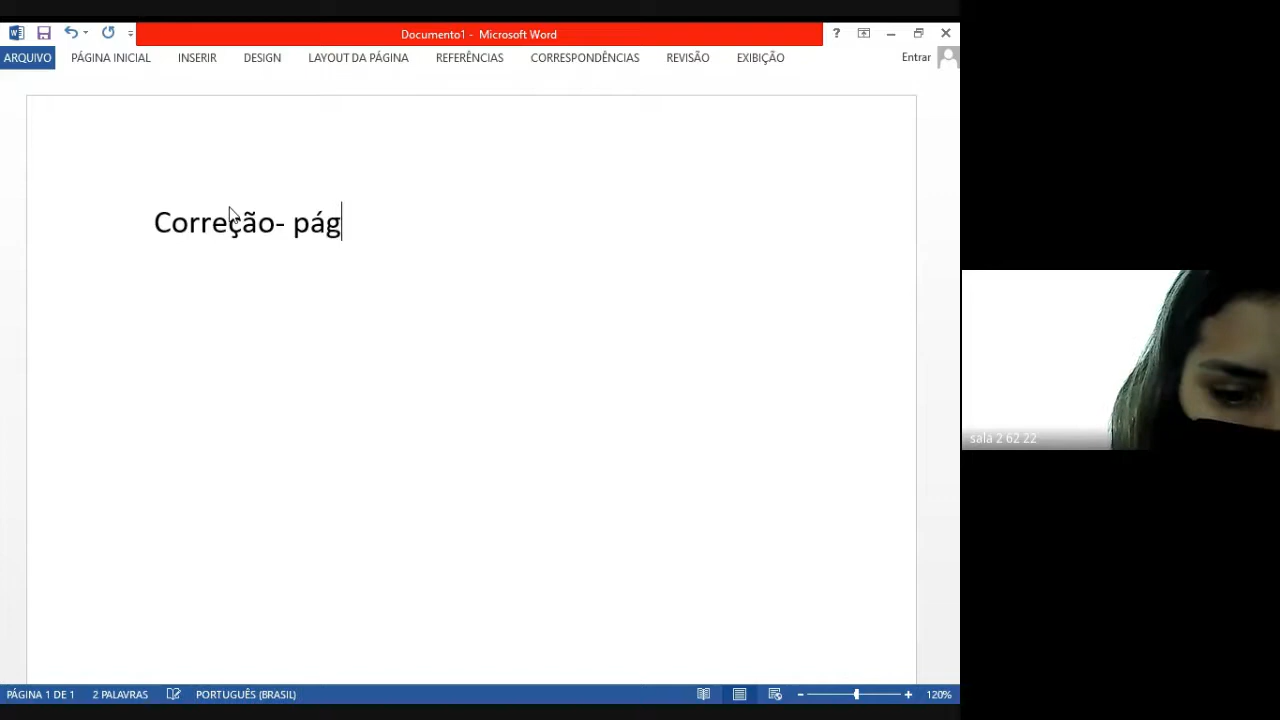 Documento1 - Microsoft Word
?
ARQUIVO PÁGINA INICIAL INSERIR DESIGN LAYOUT DA PÁGINA REFERÊNCIAS CORRESPONDÊNCIAS REVISÃO EXIBIÇÃO Entrar
Correção- pág
sala 2 62 22
PÁGINA 1 DE 1 2 PALAVRAS PORTUGUÊS (BRASIL) 120%